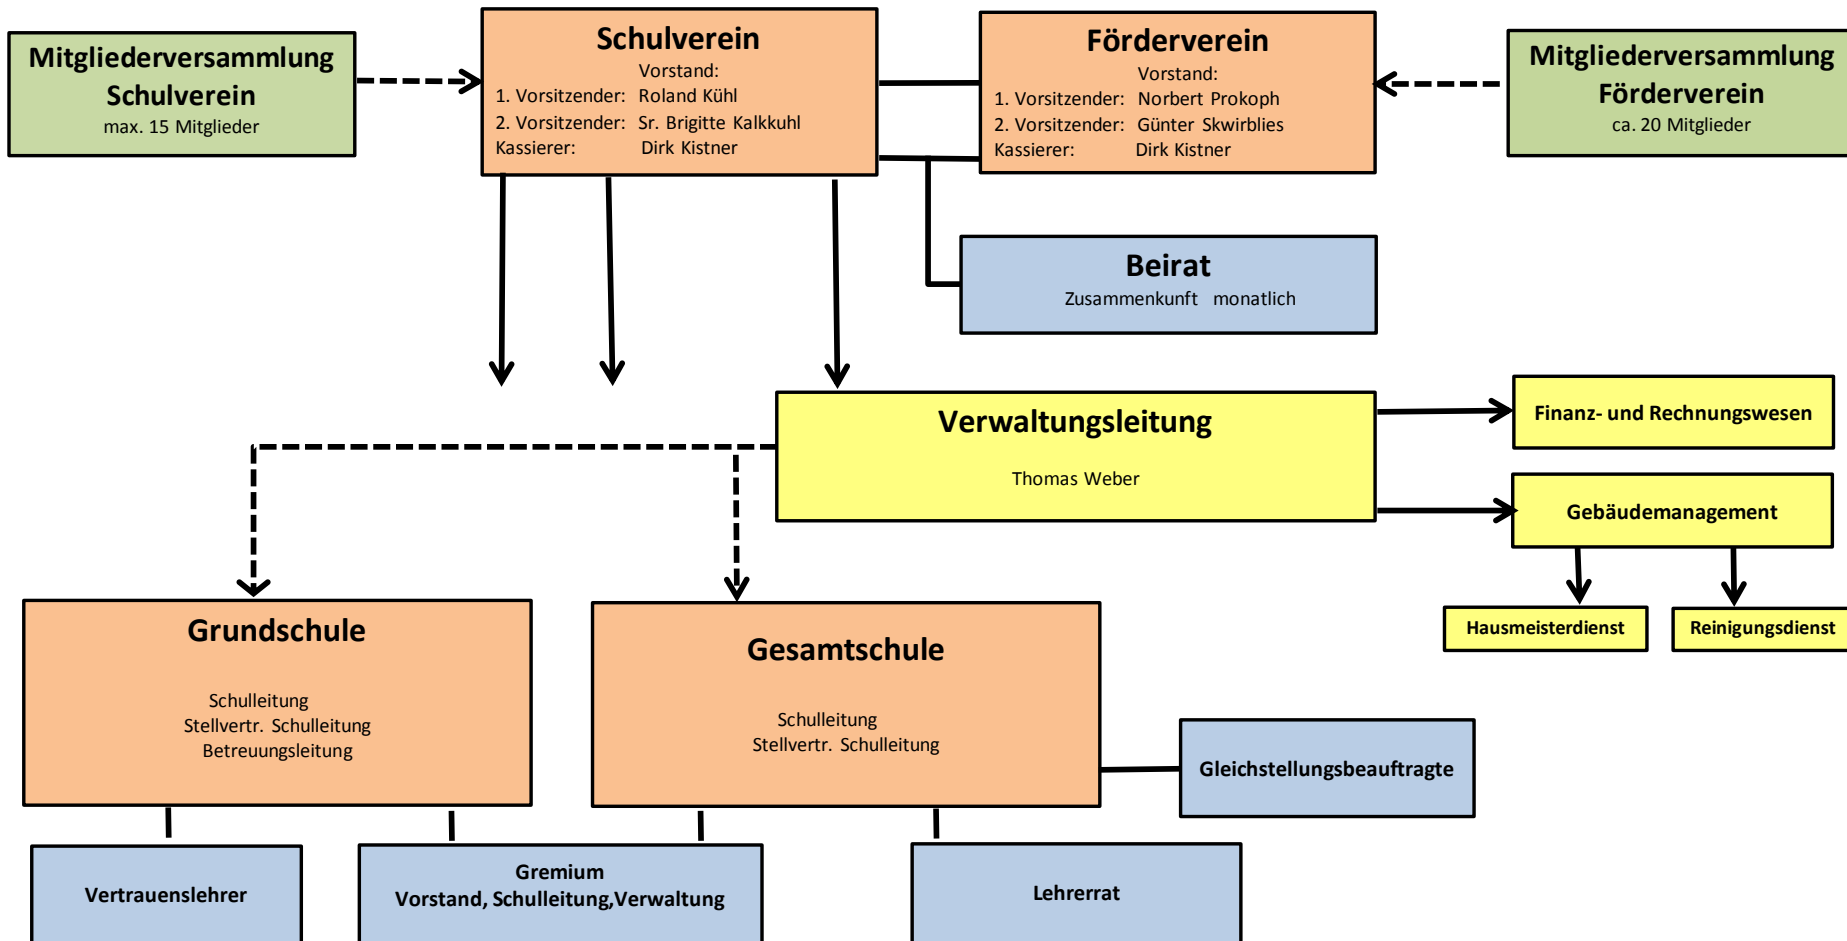 Mitgliederversammlung
Schulverein
max. 15 Mitglieder
Schulverein
Vorstand:
1. Vorsitzender: Roland Kühl
2. Vorsitzender: Sr. Brigitte Kalkkuhl
Kassierer: Dirk Kistner
Förderverein
Vorstand:
1. Vorsitzender: Norbert Prokoph
2. Vorsitzender: Günter Skwirblies
Kassierer: Dirk Kistner
Mitgliederversammlung
Förderverein
ca. 20 Mitglieder
Beirat
Zusammenkunft monatlich
Verwaltungsleitung
Thomas Weber
Finanz- und Rechnungswesen
Gebäudemanagement
Hausmeisterdienst
Reinigungsdienst
Grundschule
Schulleitung
Stellvertr. Schulleitung
Betreuungsleitung
Gesamtschule
Schulleitung
Stellvertr. Schulleitung
Gleichstellungsbeauftragte
Vertrauenslehrer
Gremium
Vorstand, Schulleitung,Verwaltung
Lehrerrat